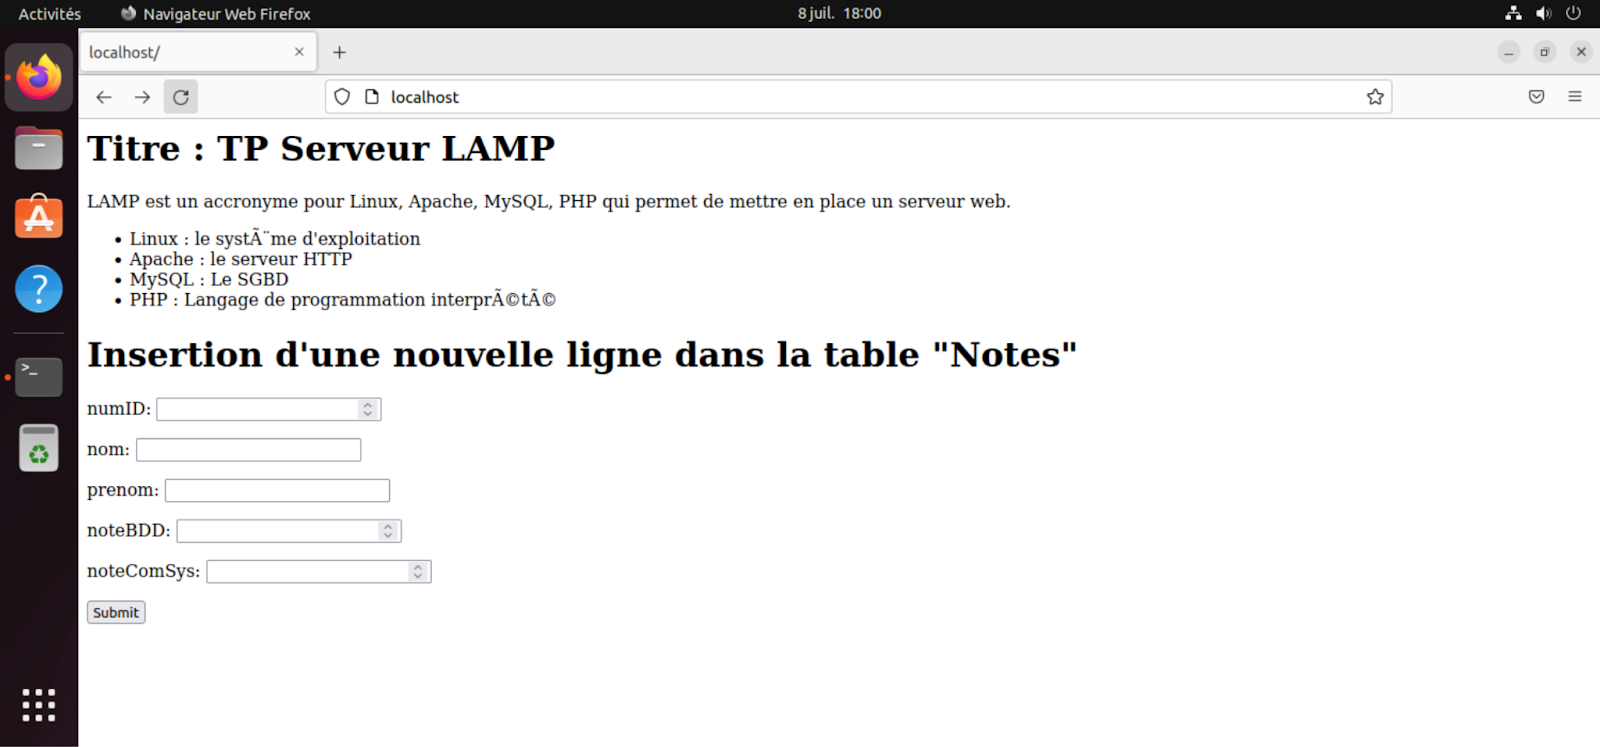 Activités
Navigateur Web Firefox
8 juil. 18:00
localhost/
localhost
Titre : TP Serveur LAMP
LAMP est un accronyme pour Linux, Apache, MySQL, PHP qui permet de mettre en place un serveur web.
• Linux : le systÃ¨me d'exploitation
• Apache : le serveur HTTP
• MySQL : Le SGBD
• PHP : Langage de programmation interprÃ©tÃ©
Insertion d'une nouvelle ligne dans la table "Notes"
numID:
nom:
prenom:
noteBDD:
noteComSys:
Submit